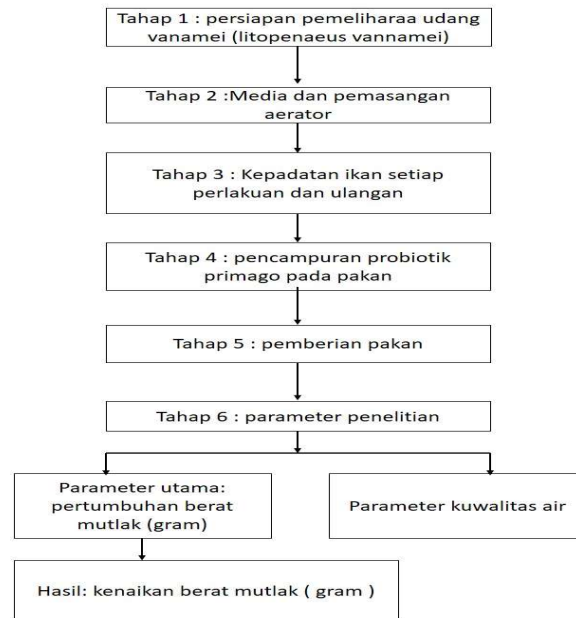 Tahap 1 : persiapan pemeliharaa udang
vanamei (litopenaeus vannamei)
Tahap 2 :Media dan pemasangan
aerator
Tahap 3 : Kepadatan ikan setiap
perlakuan dan ulangan
Tahap 4 : pencampuran probiotik
primago pada pakan
Tahap 5 : pemberian pakan
Tahap 6 : parameter penelitian
Parameter utama:
pertumbuhan berat
mutlak (gram)
Parameter kuwalitas air
Hasil: kenaikan berat mutlak ( gram )